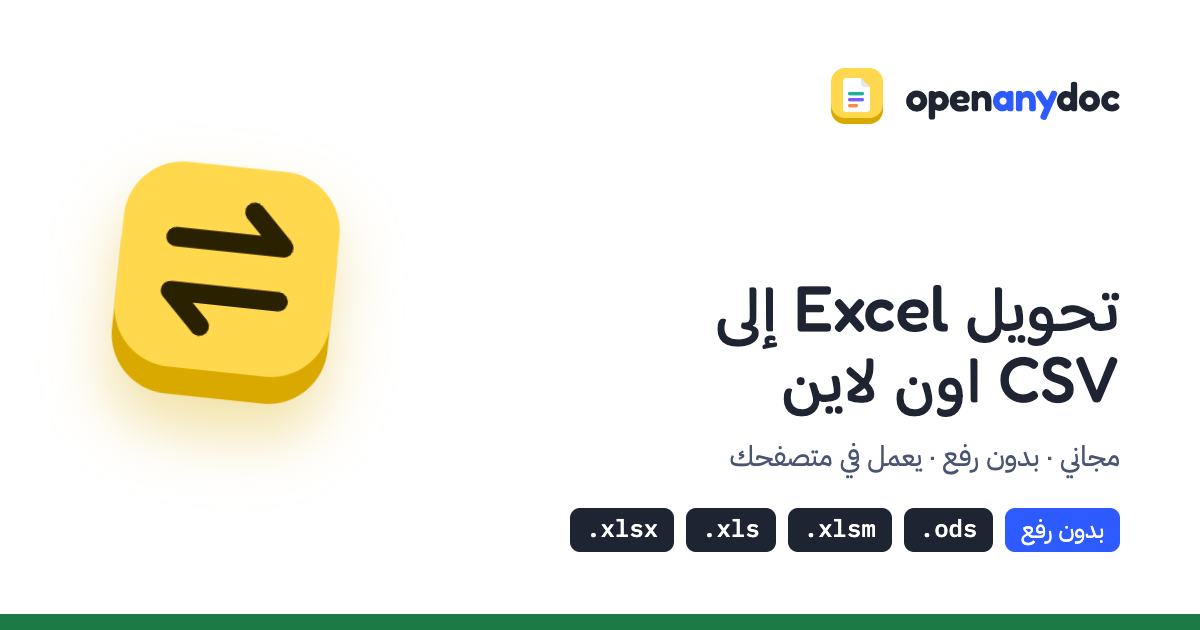 openanydoc
تحويل Excel إلى
CSV اون لاين
مجاني · بدون رفع · يعمل في متصفحك
بدون رفع .ods .xlsm .xls .xlsx